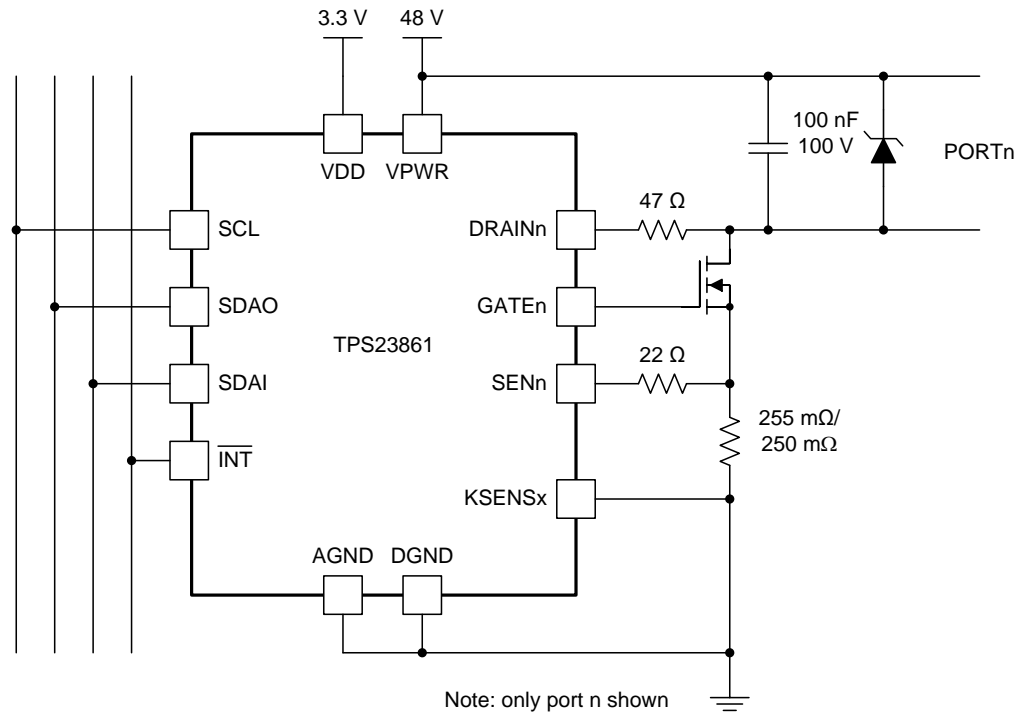 3.3 V 48 V
VDD VPWR
100 nF
100 V
PORTn
SCL
SDAO
SDAI
INT
TPS23861
DRAINn
GATEn
SENn
KSENSx
47 Ω
22 Ω
255 mΩ/
250 mΩ
AGND DGND
Note: only port n shown